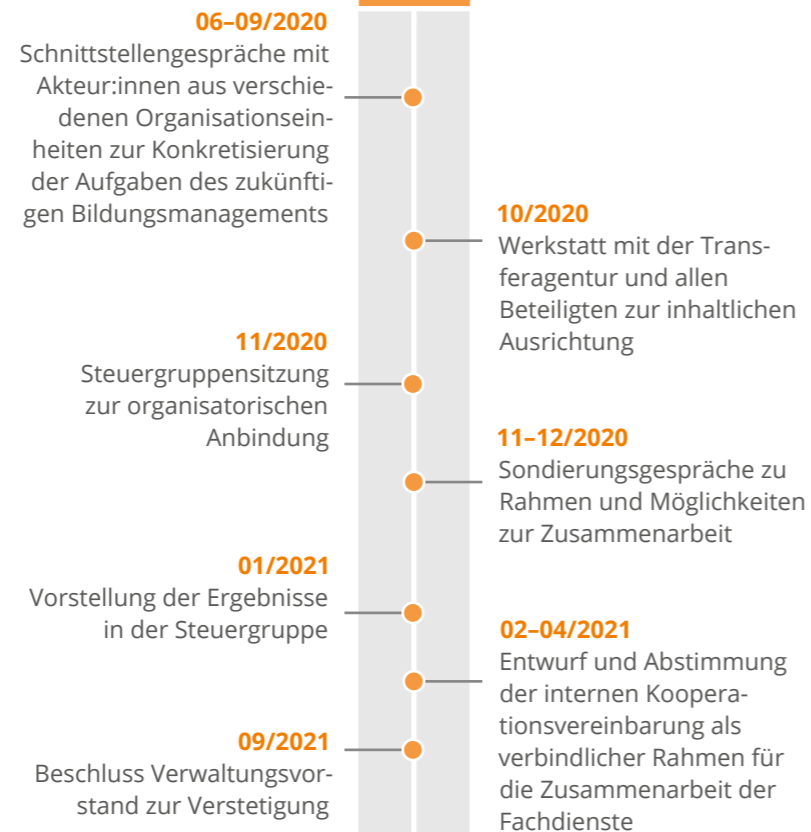 06–09/2020
Schnittstellengespräche mit
Akteur:innen aus verschie-
denen Organisationsein-
heiten zur Konkretisierung
der Aufgaben des zukünfti-
gen Bildungsmanagements
10/2020
Werkstatt mit der Trans-
feragentur und allen
Beteiligten zur inhaltlichen
Ausrichtung
11/2020
Steuergruppensitzung
zur organisatorischen
Anbindung
11–12/2020
Sondierungsgespräche zu
Rahmen und Möglichkeiten
zur Zusammenarbeit
01/2021
Vorstellung der Ergebnisse
in der Steuergruppe
02–04/2021
Entwurf und Abstimmung
der internen Koopera-
tionsvereinbarung als
verbindlicher Rahmen für
die Zusammenarbeit der
Fachdienste
09/2021
Beschluss Verwaltungsvor-
stand zur Verstetigung